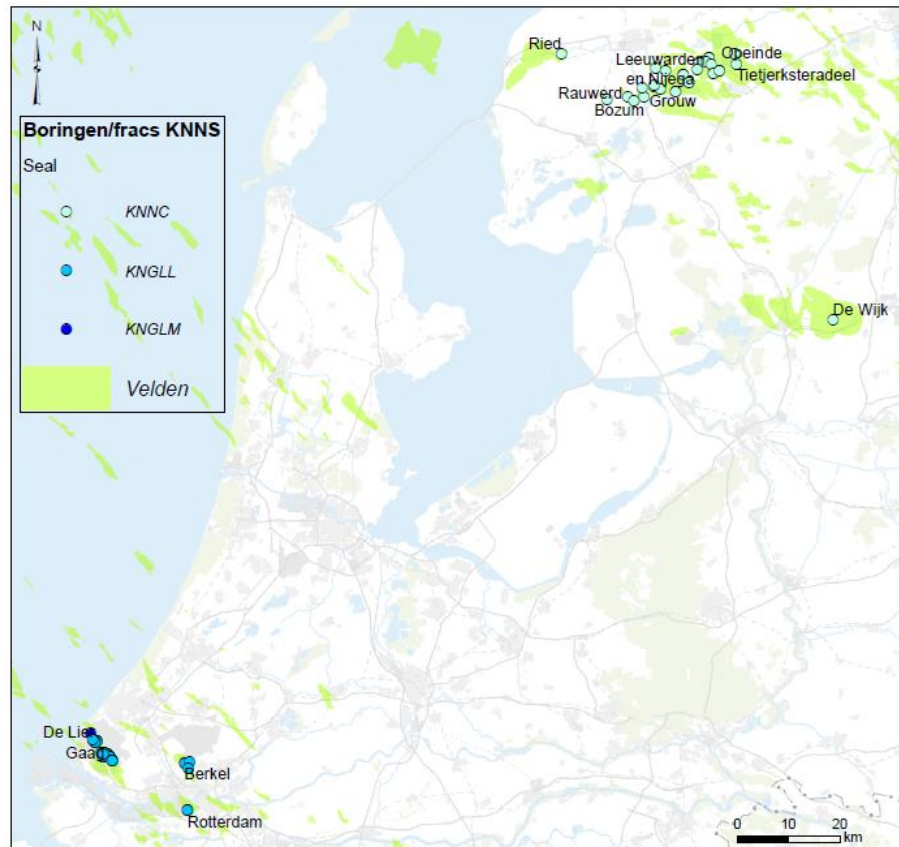 N
Boringen/fracs KNNS
Seal
KNNC
KNGLL
KNGLM
Velden
Ried
Leeuwarden
en Nijega
Opeinde
Tietjerksteradeel
Rauwerd
Bozum
Grouw
De Wijk
De Lier
Gaag
Berkel
Rotterdam
0 10 20
km